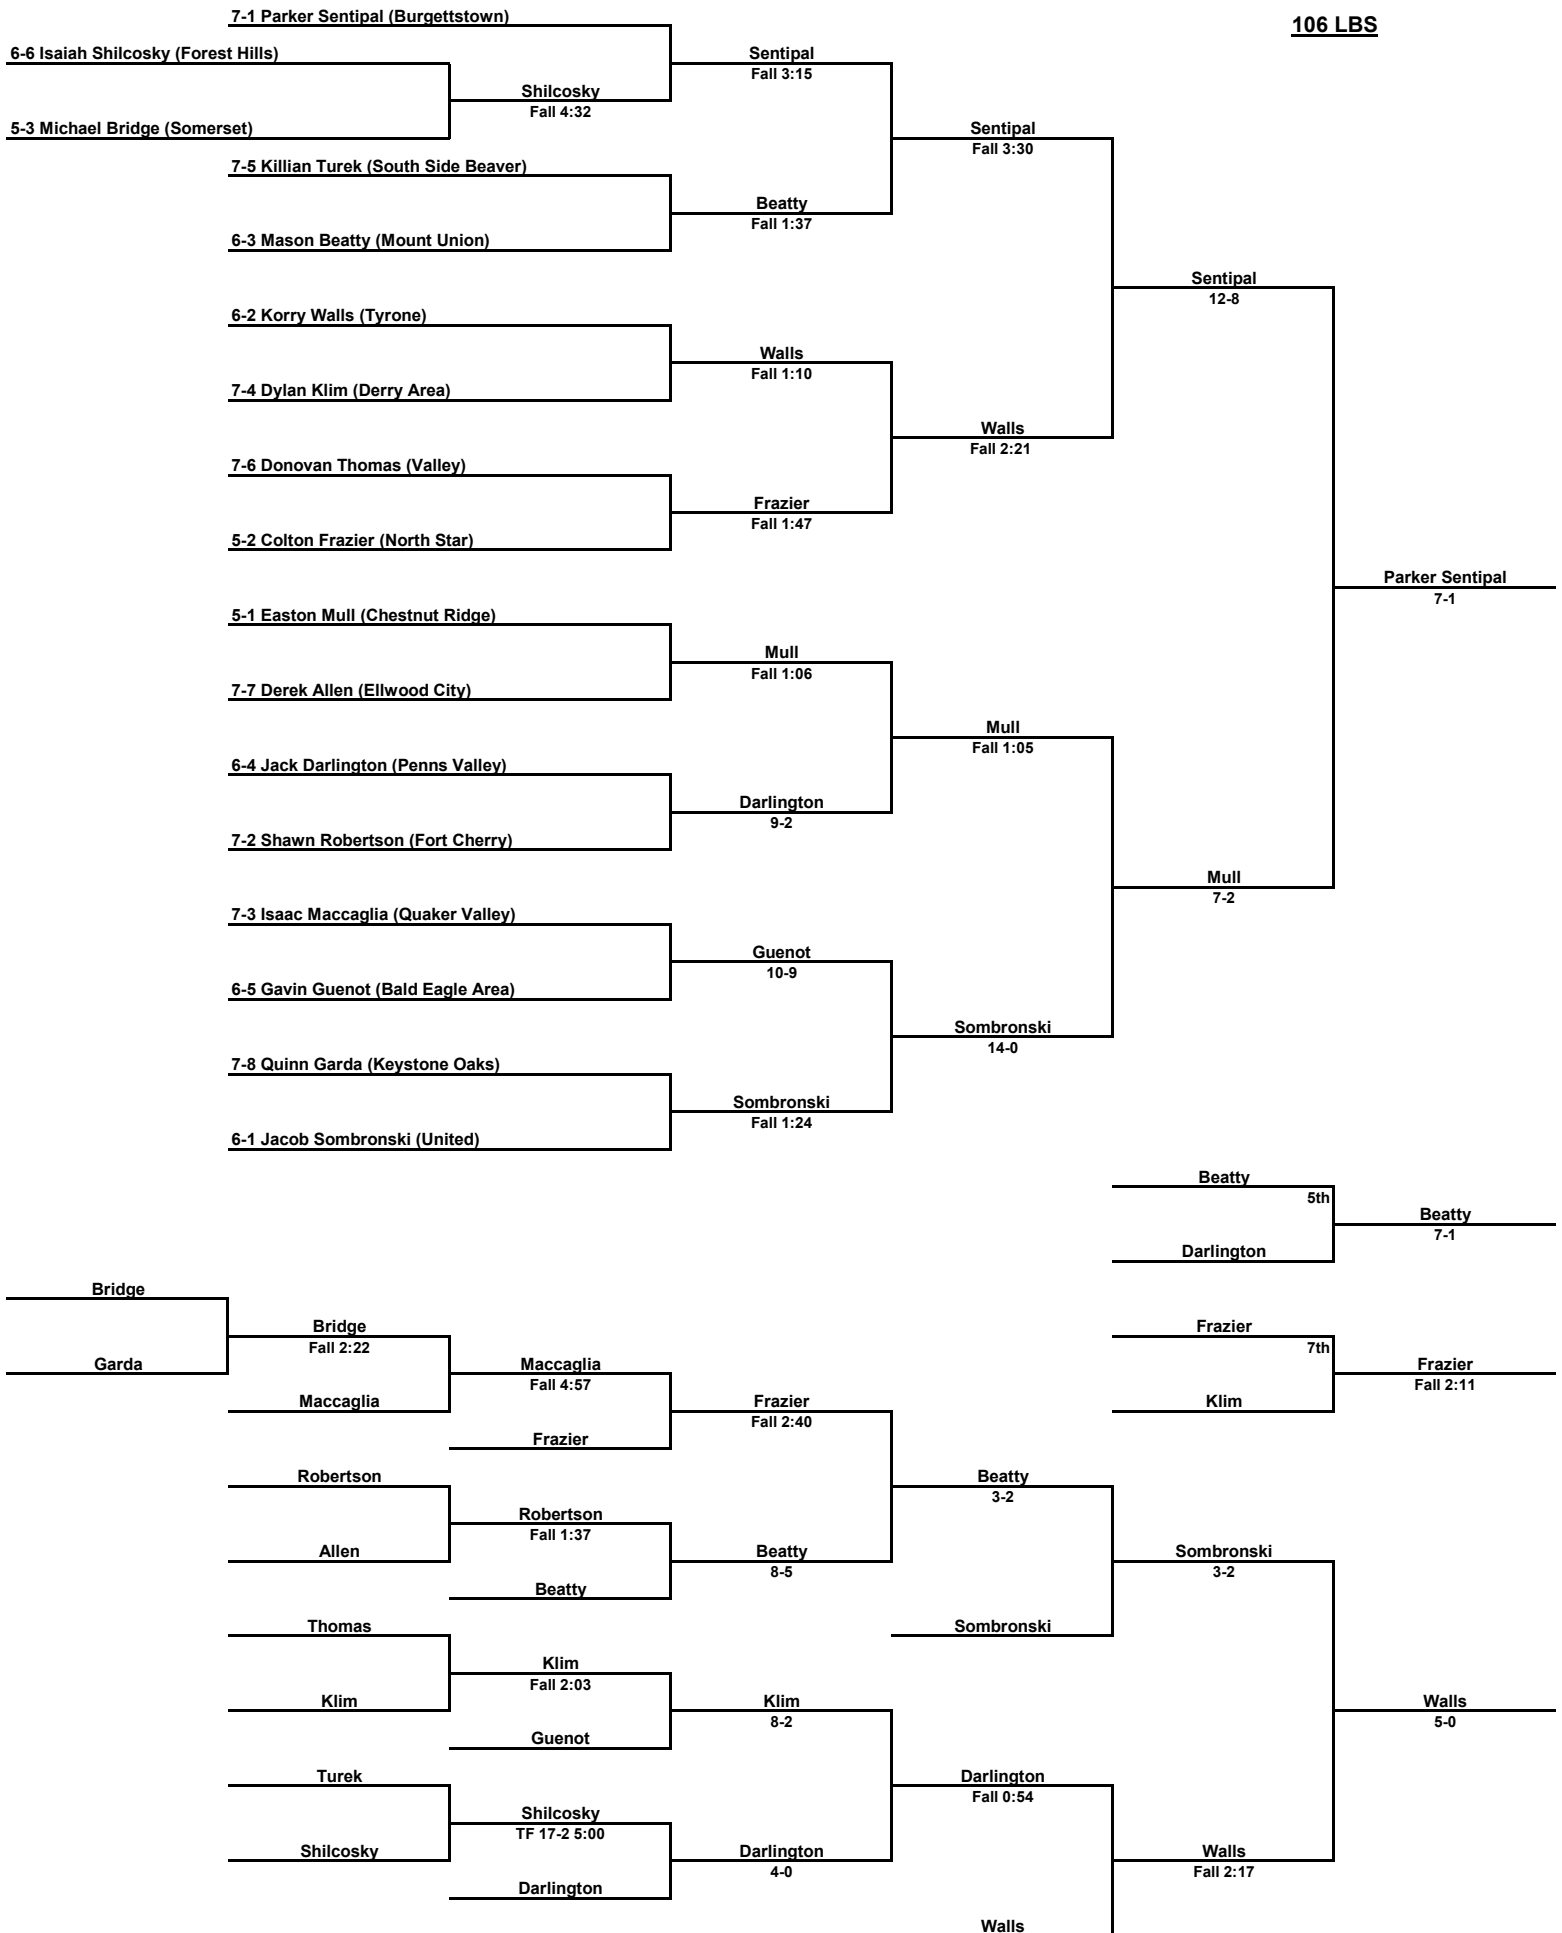 7-1 Parker Sentipal (Burgettstown)
106 LBS
6-6 Isaiah Shilcosky (Forest Hills)
Sentipal
Fall 3:15
Shilcosky
Fall 4:32
5-3 Michael Bridge (Somerset)
Sentipal
Fall 3:30
7-5 Killian Turek (South Side Beaver)
Beatty
Fall 1:37
6-3 Mason Beatty (Mount Union)
Sentipal
12-8
6-2 Korry Walls (Tyrone)
Walls
Fall 1:10
7-4 Dylan Klim (Derry Area)
Walls
Fall 2:21
7-6 Donovan Thomas (Valley)
Frazier
Fall 1:47
5-2 Colton Frazier (North Star)
Parker Sentipal
7-1
5-1 Easton Mull (Chestnut Ridge)
Mull
Fall 1:06
7-7 Derek Allen (Ellwood City)
Mull
Fall 1:05
6-4 Jack Darlington (Penns Valley)
Darlington
9-2
7-2 Shawn Robertson (Fort Cherry)
Mull
7-2
7-3 Isaac Maccaglia (Quaker Valley)
Guenot
10-9
6-5 Gavin Guenot (Bald Eagle Area)
Sombronski
14-0
7-8 Quinn Garda (Keystone Oaks)
Sombronski
Fall 1:24
6-1 Jacob Sombronski (United)
Beatty
5th
Beatty
7-1
Darlington
Bridge
Bridge
Fall 2:22
Frazier
7th
Garda
Maccaglia
Fall 4:57
Frazier
Fall 2:11
Maccaglia
Frazier
Fall 2:40
Klim
Frazier
Robertson
Beatty
3-2
Robertson
Fall 1:37
Allen
Beatty
8-5
Sombronski
3-2
Beatty
Thomas
Sombronski
Klim
Fall 2:03
Klim
Klim
8-2
Walls
5-0
Guenot
Turek
Darlington
Fall 0:54
Shilcosky
TF 17-2 5:00
Shilcosky
Darlington
4-0
Walls
Fall 2:17
Darlington
Walls